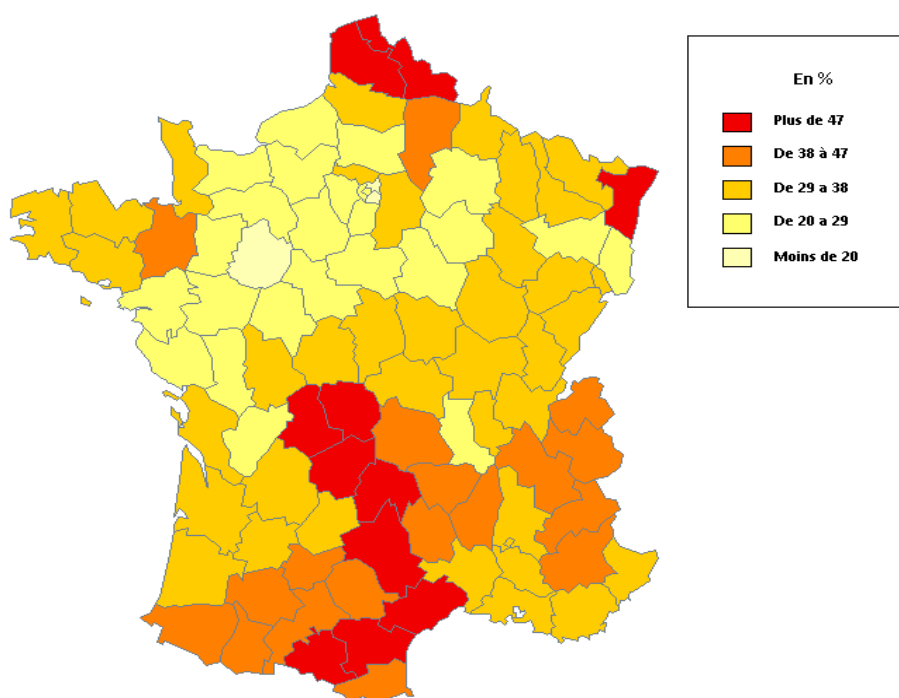 En %
Plus de 47
De 38 à 47
De 29 a 38
De 20 a 29
Moins de 20